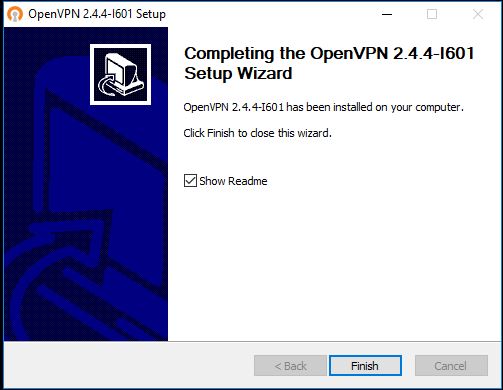 OpenVPN 2.4.4-I601 Setup
Completing the OpenVPN 2.4.4-I601
Setup Wizard
OpenVPN 2.4.4-I601 has been installed on your computer.
Click Finish to close this wizard.
Show Readme
< Back
Finish
Cancel